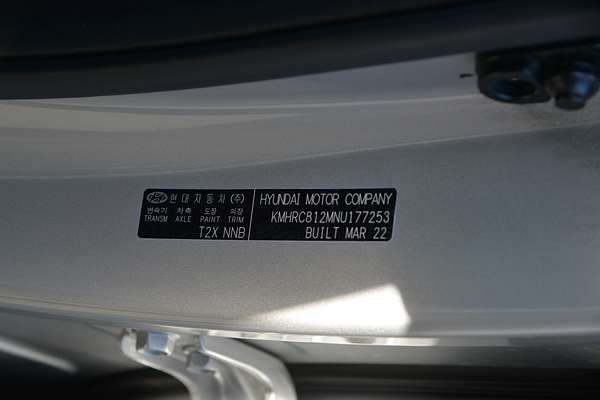 현대자동차(주)
변속기 차축 도장 의장
TRANSM AXLE PAINT TRIM
T2X NNB
HYUNDAI MOTOR COMPANY
KMHRC812MNU177253
BUILT MAR 22